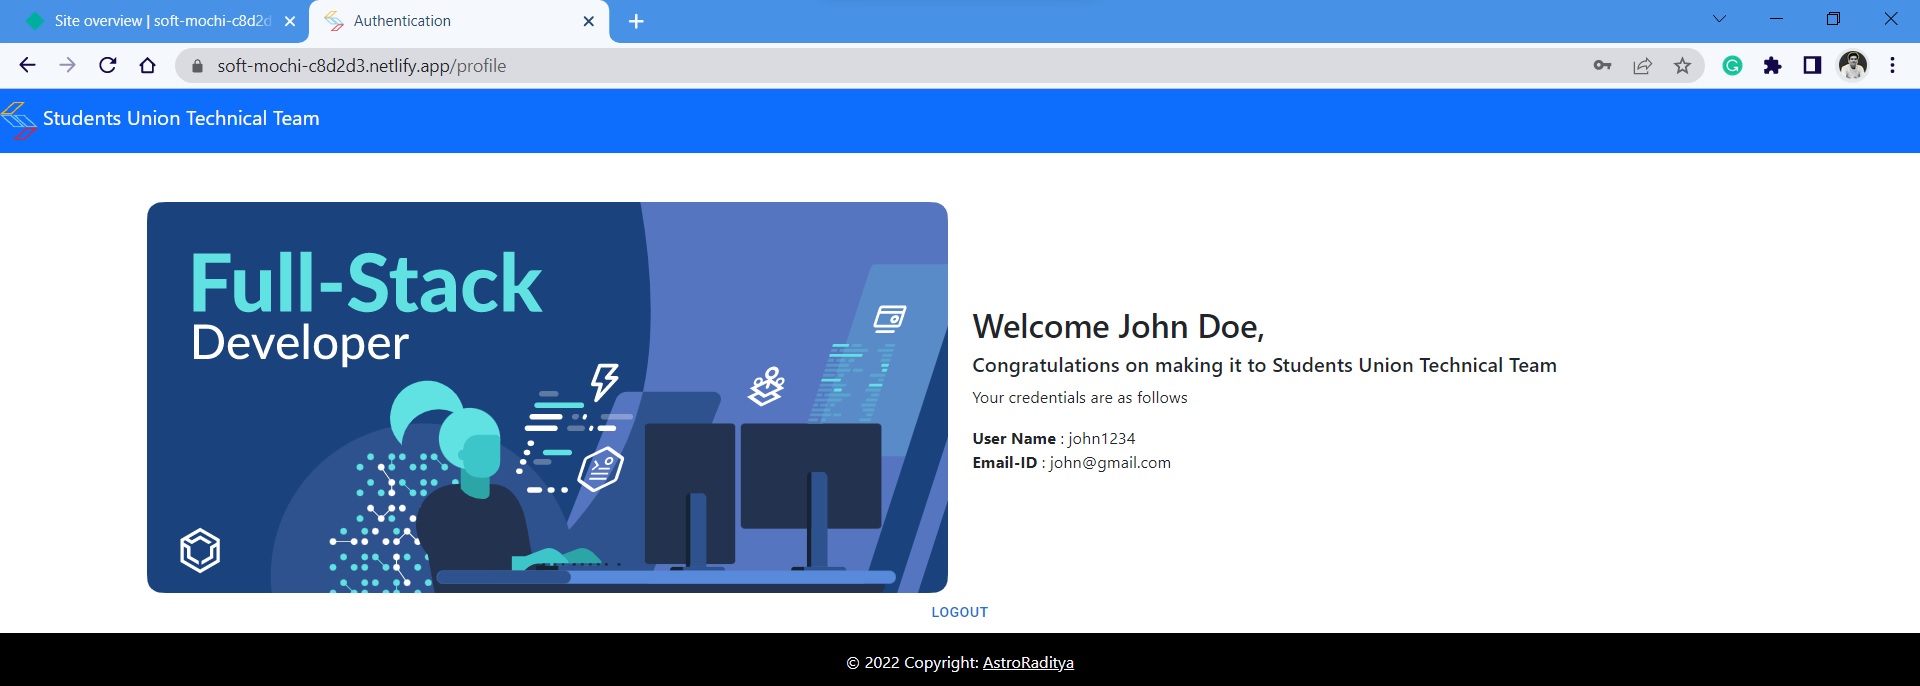 Site overview | soft-mochi-c8d2d
Authentication
soft-mochi-c8d2d3.netlify.app/profile
Students Union Technical Team
Full-Stack
Developer
Welcome John Doe,
Congratulations on making it to Students Union Technical Team
Your credentials are as follows
User Name : john1234
Email-ID : john@gmail.com
LOGOUT
© 2022 Copyright: AstroRaditya